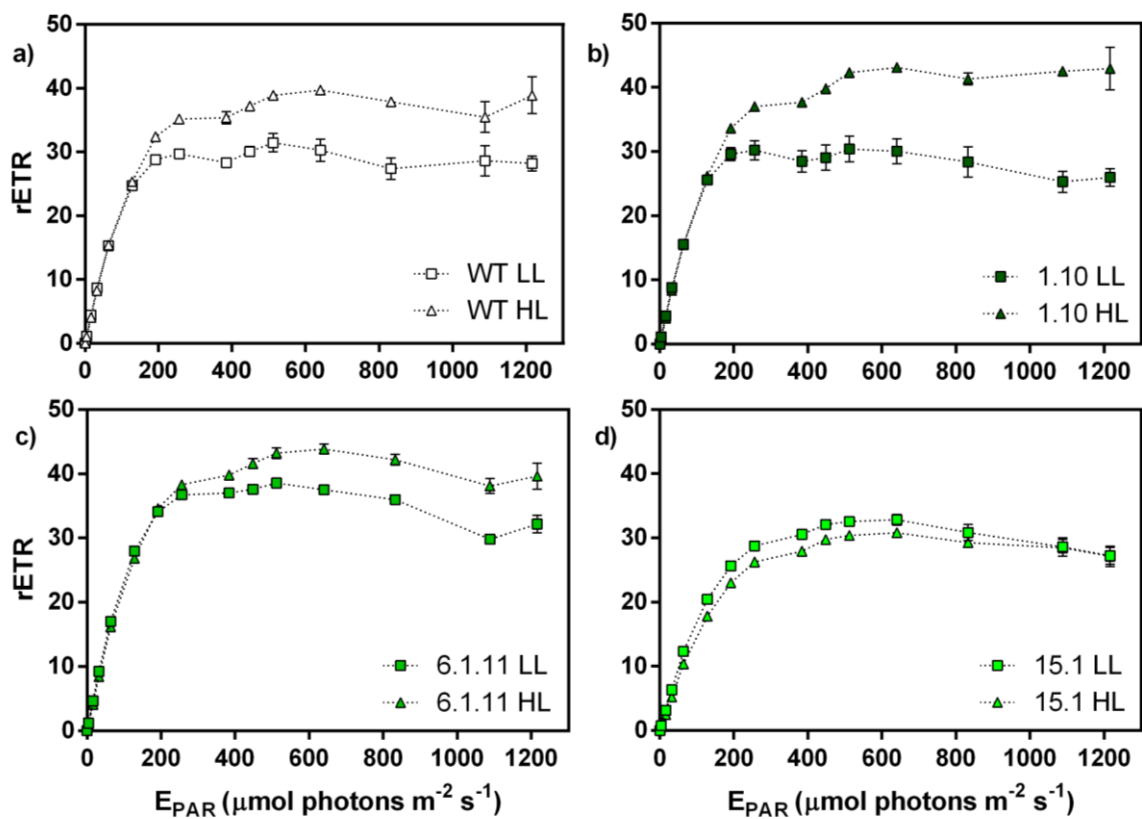 a)
50
40
30
20
10
0
rETR
WT LL
WT HL
0 200 400 600 800 1000 1200
b)
50
40
30
20
10
0
1.10 LL
1.10 HL
0 200 400 600 800 1000 1200
c)
50
40
30
20
10
0
rETR
6.1.11 LL
6.1.11 HL
0 200 400 600 800 1000 1200
E_PAR (μmol photons m⁻² s⁻¹)
d)
50
40
30
20
10
0
15.1 LL
15.1 HL
0 200 400 600 800 1000 1200
E_PAR (μmol photons m⁻² s⁻¹)